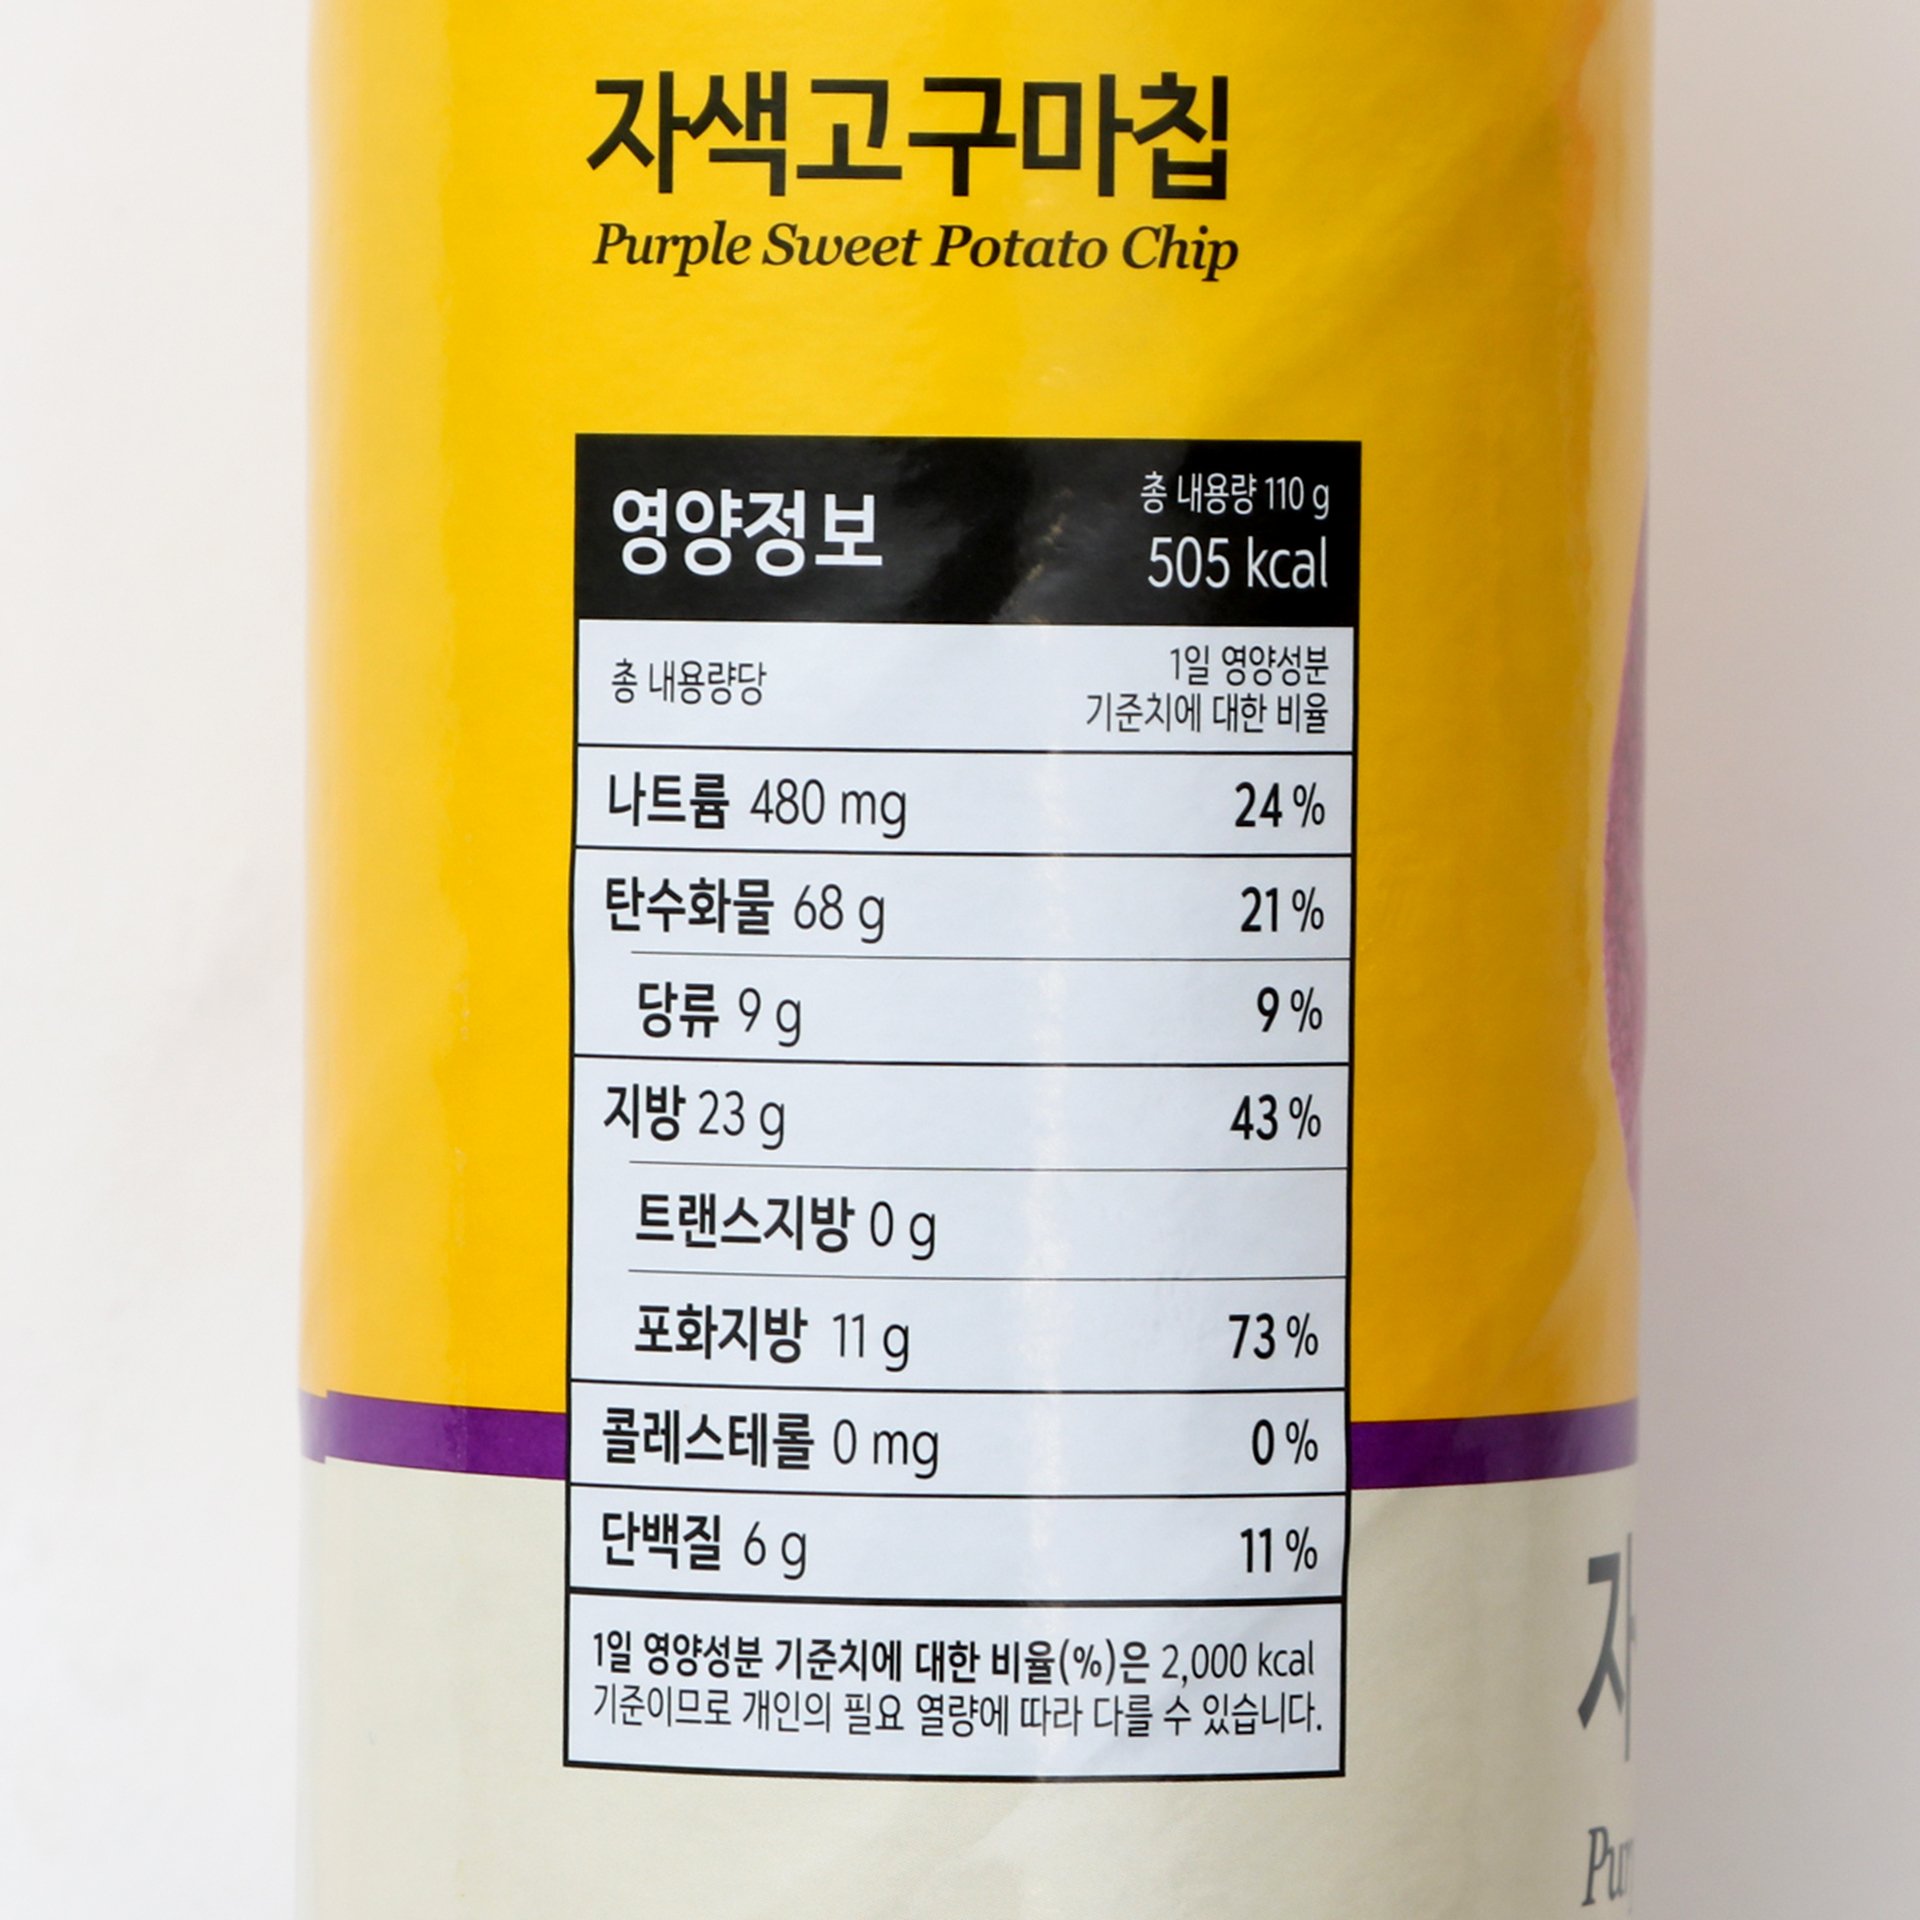 자색고구마칩
Purple Sweet Potato Chip
영양정보
총 내용량 110 g
505 kcal
총 내용량당
1일 영양성분
기준치에 대한 비율
나트륨 480 mg 24 %
탄수화물 68 g 21 %
당류 9 g 9 %
지방 23 g 43 %
트랜스지방 0 g
포화지방 11 g 73 %
콜레스테롤 0 mg 0 %
단백질 6 g 11 %
1일 영양성분 기준치에 대한 비율(%)은 2,000 kcal
기준이므로 개인의 필요 열량에 따라 다를 수 있습니다.